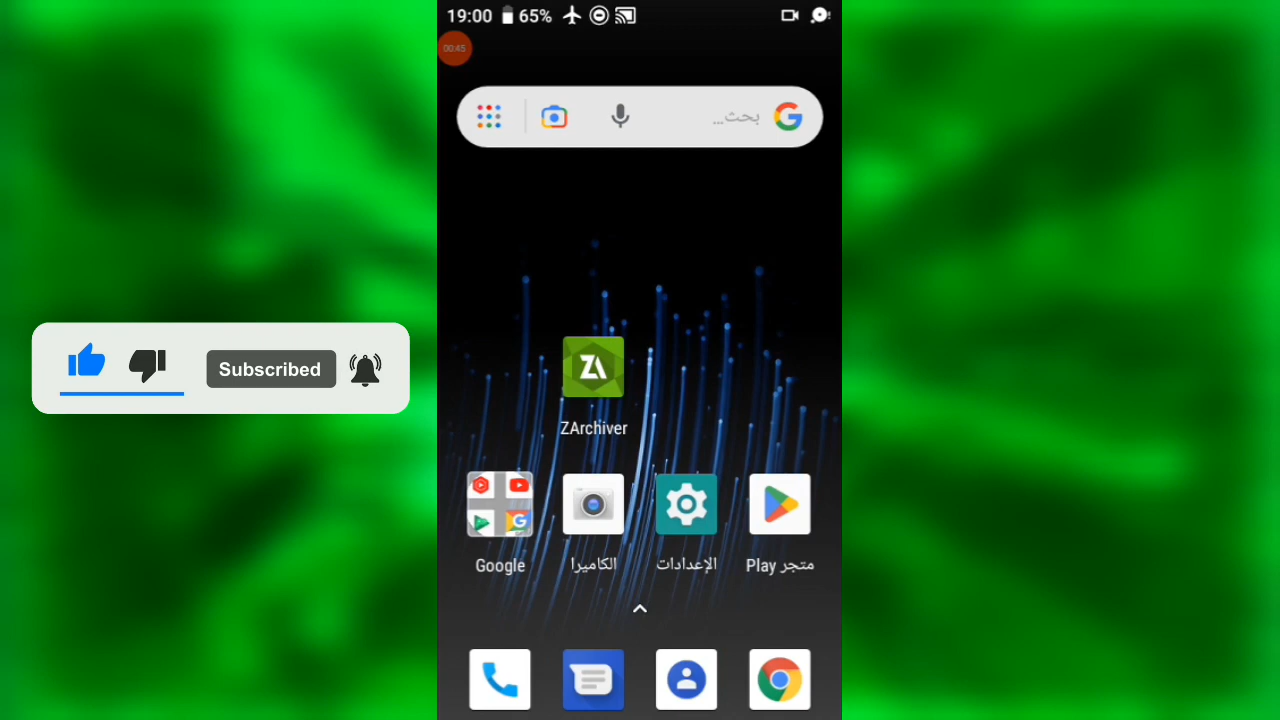 19:00 65%
00:45
بحث...
Subscribed
ZArchiver
Google
الكاميرا
الإعدادات
متجر Play